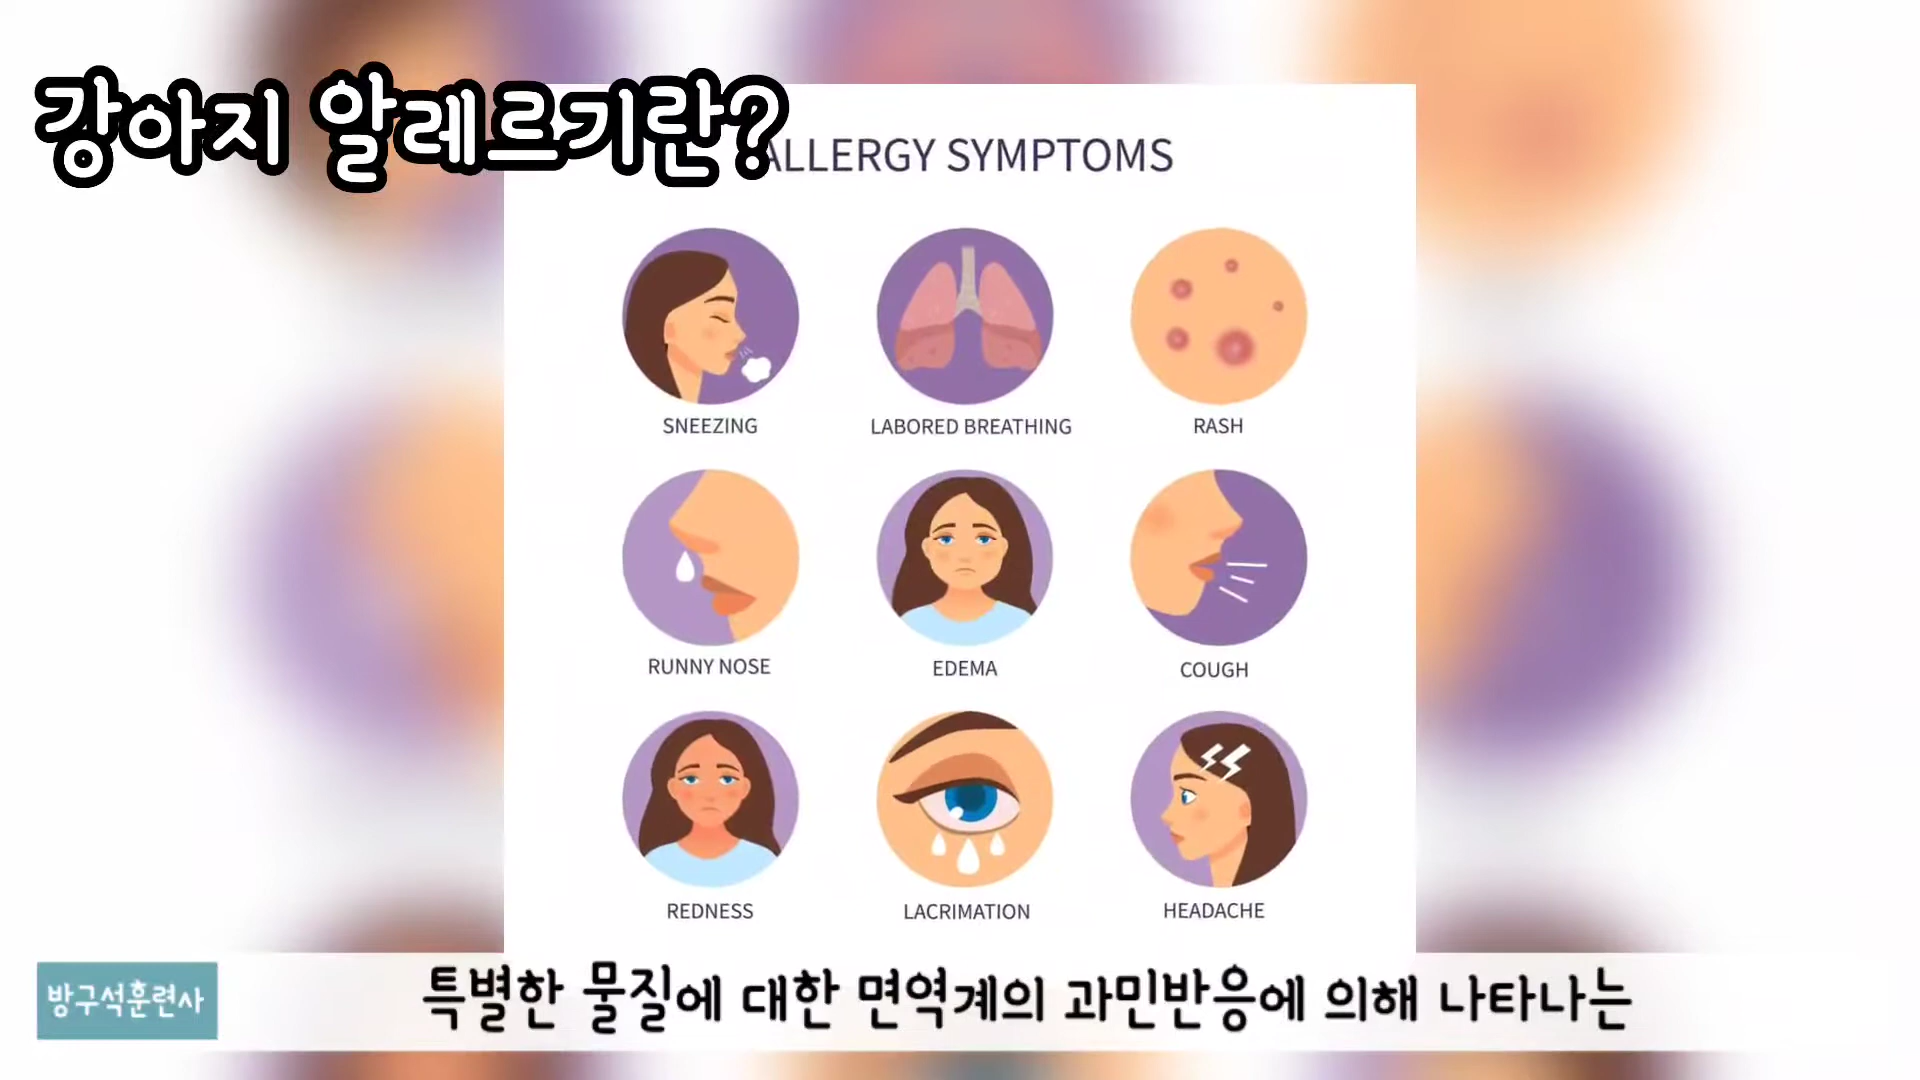 강아지 알레르기란?
ALLERGY SYMPTOMS
SNEEZING
LABORED BREATHING
RASH
RUNNY NOSE
EDEMA
COUGH
REDNESS
LACRIMATION
HEADACHE
방구석훈련사
특별한 물질에 대한 면역계의 과민반응에 의해 나타나는